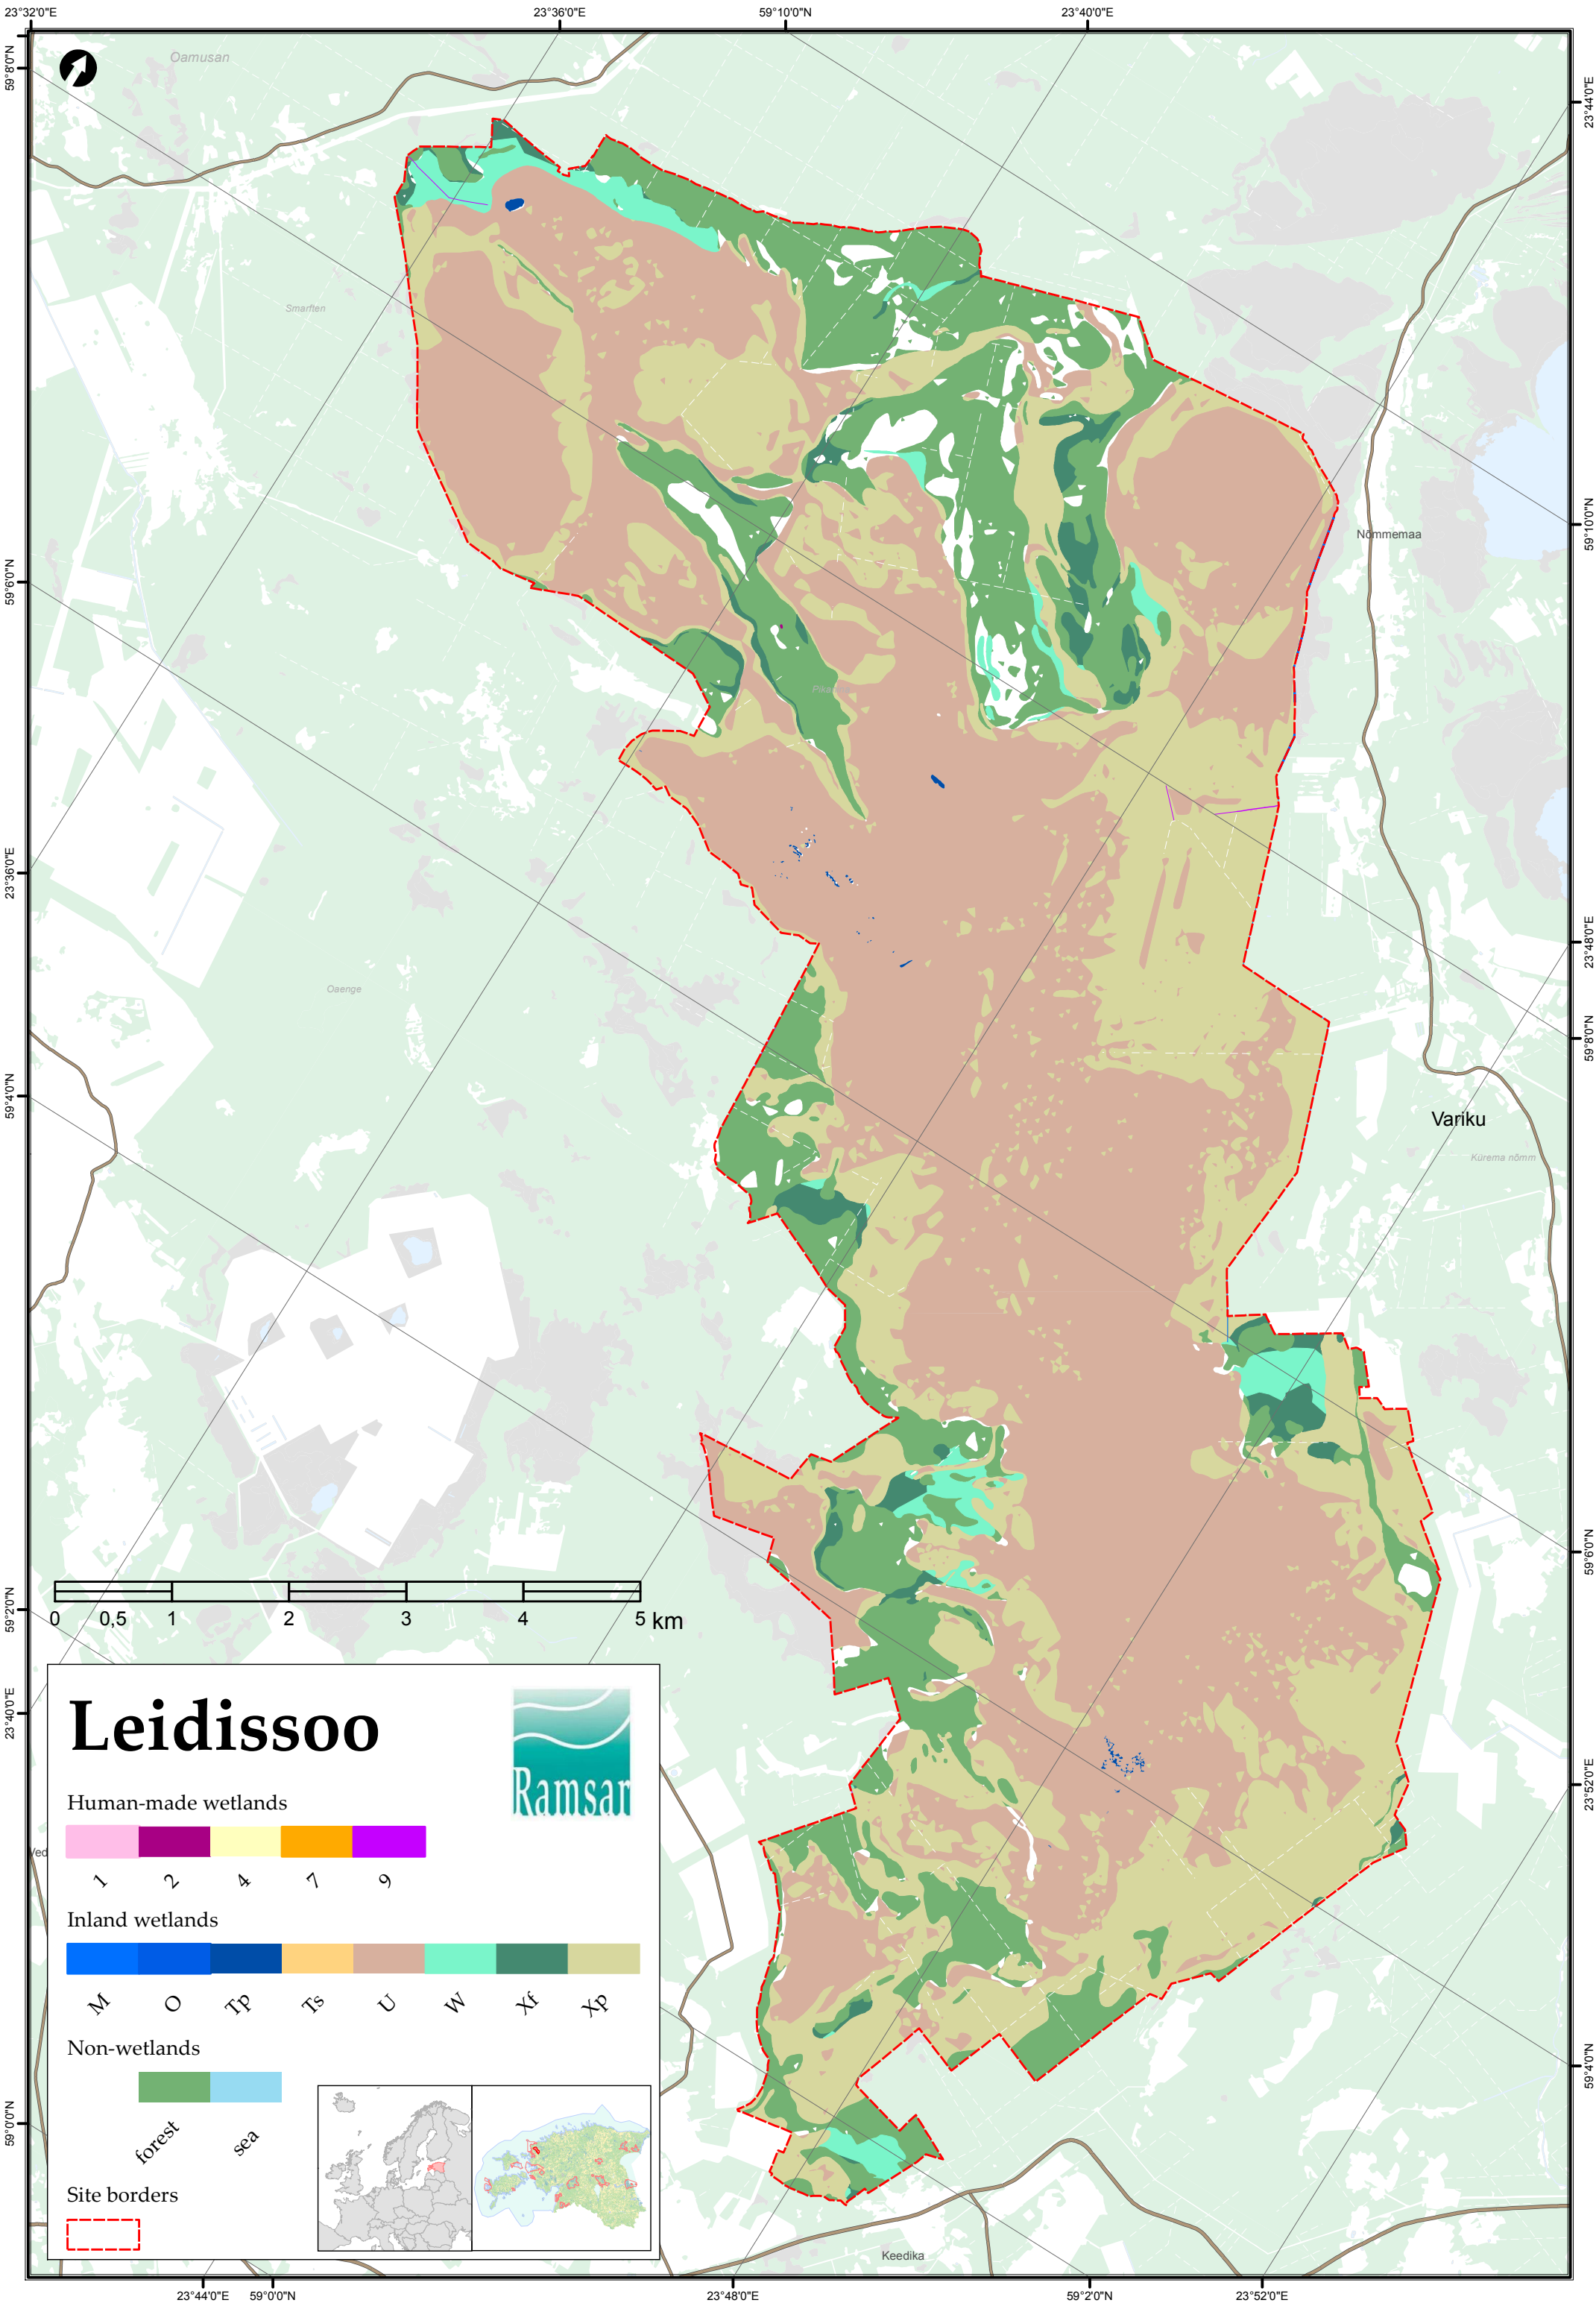 23°32'0"E
23°36'0"E
59°10'0"N
23°40'0"E
59°8'0"N
23°44'0"E
Oamusan
Smarften
59°10'0"N
Nõmmemaa
59°6'0"N
23°36'0"E
23°48'0"E
Oaenge
59°8'0"N
59°4'0"N
Variku
Kürema nõmm
59°6'0"N
59°2'0"N
0 0,5 1 2 3 4 5 km
23°40'0"E
Leidissoo
Ramsar
Human-made wetlands
1 2 4 7 9
23°52'0"E
Inland wetlands
M O Tp Ts U W Xf Xp
Non-wetlands
forest sea
59°4'0"N
59°0'0"N
Site borders
Keedika
23°44'0"E
59°0'0"N
23°48'0"E
59°2'0"N
23°52'0"E